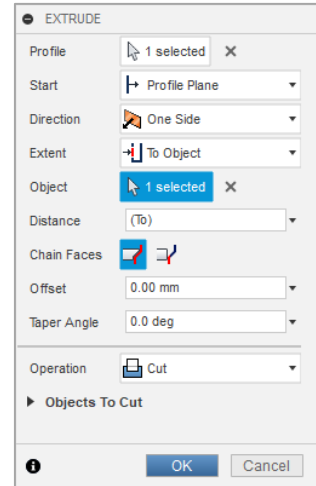 EXTRUDE
Profile 1 selected
Start Profile Plane
Direction One Side
Extent To Object
Object 1 selected
Distance (To)
Chain Faces
Offset 0.00 mm
Taper Angle 0.0 deg
Operation Cut
Objects To Cut
OK Cancel